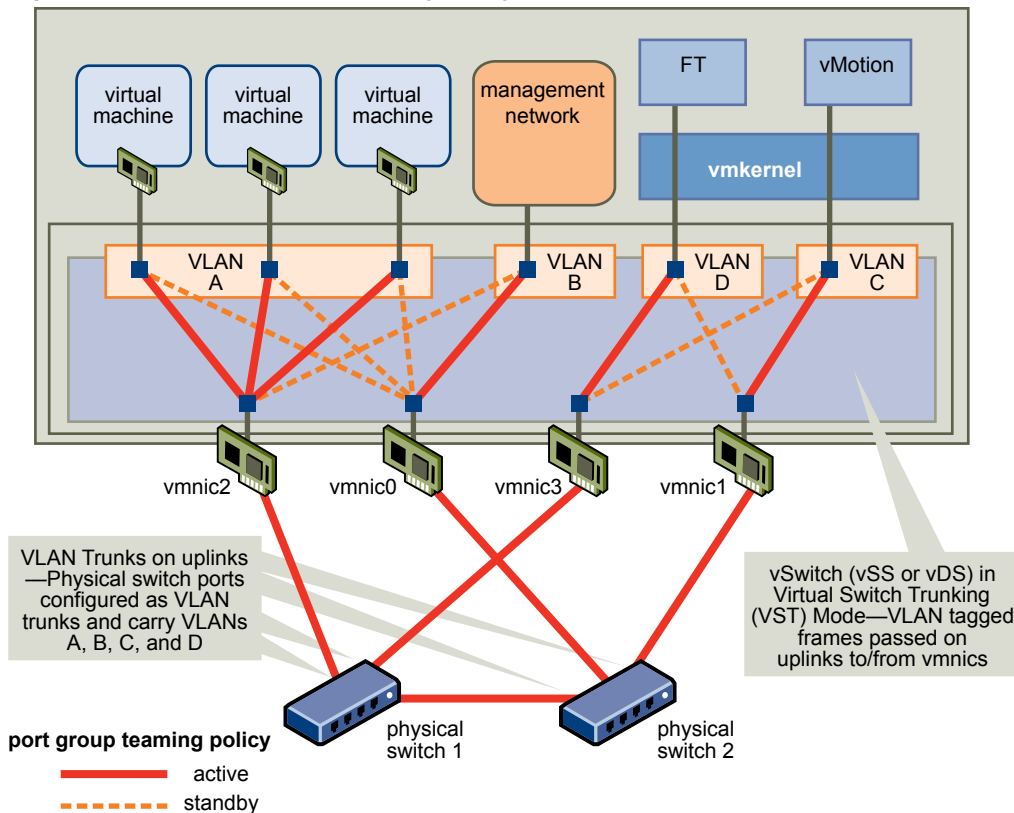 FT
vMotion
virtual
machine
virtual
machine
virtual
machine
management
network
vmkernel
VLAN
A
VLAN
B
VLAN
D
VLAN
C
vmnic2
vmnic0
vmnic3
vmnic1
VLAN Trunks on uplinks
—Physical switch ports
configured as VLAN
trunks and carry VLANs
A, B, C, and D
vSwitch (vSS or vDS) in
Virtual Switch Trunking
(VST) Mode—VLAN tagged
frames passed on
uplinks to/from vmnics
physical
switch 1
physical
switch 2
port group teaming policy
active
standby